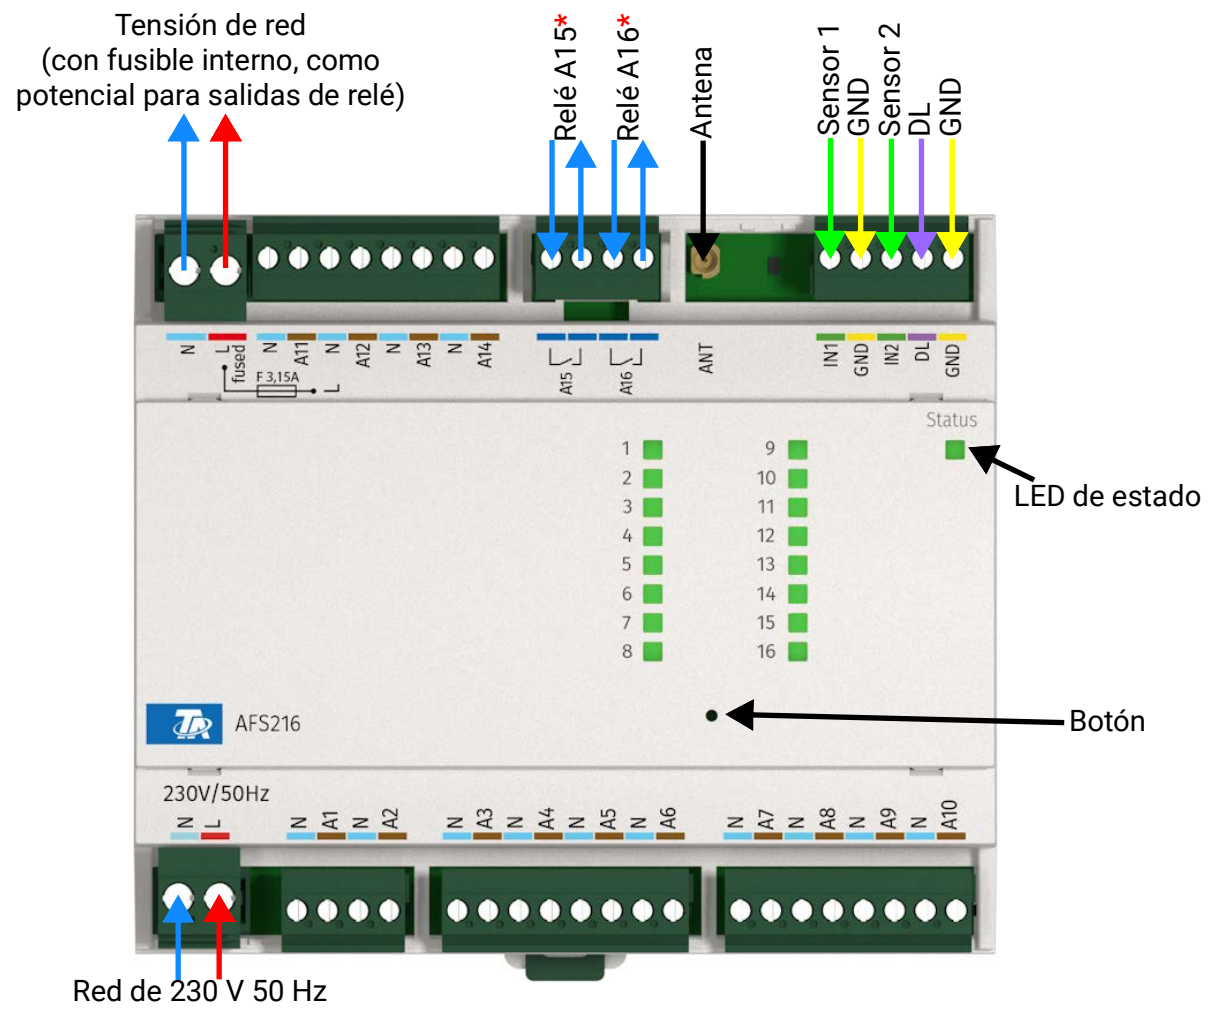 Tensión de red
(con fusible interno, como
potencial para salidas de relé)
Relé A15*
Relé A16*
Antena
Sensor 1
GND
Sensor 2
DL
GND
N
L
fused
N
A11
N
A12
N
A13
N
A14
A15
A16
ANT
IN1
GND
IN2
DL
GND
F 3,15A
L
Status
1
2
3
4
5
6
7
8
9
10
11
12
13
14
15
16
LED de estado
Botón
TA
AFS216
230V/50Hz
N
L
N
A1
N
A2
N
A3
N
A4
N
A5
N
A6
N
A7
N
A8
N
A9
N
A10
Red de 230 V 50 Hz